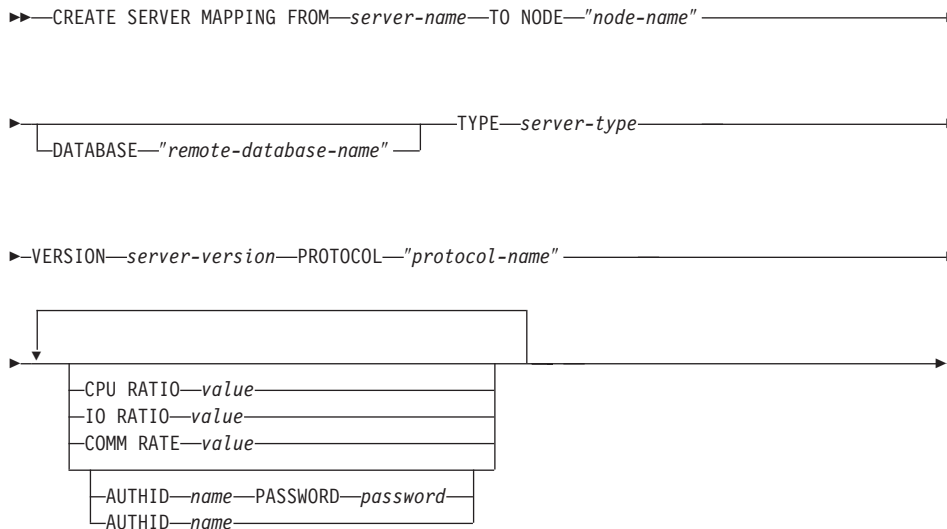 CREATE SERVER MAPPING FROM server-name TO NODE "node-name"
TYPE server-type
DATABASE "remote-database-name"
VERSION server-version PROTOCOL "protocol-name"
CPU RATIO value
IO RATIO value
COMM RATE value
AUTHID name PASSWORD password
AUTHID name